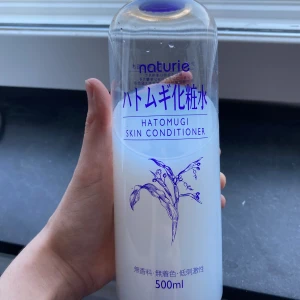 naturie
ハトムギ化粧水
HATOMUGI
SKIN CONDITIONER
500ml
無香料・無着色・低刺激性